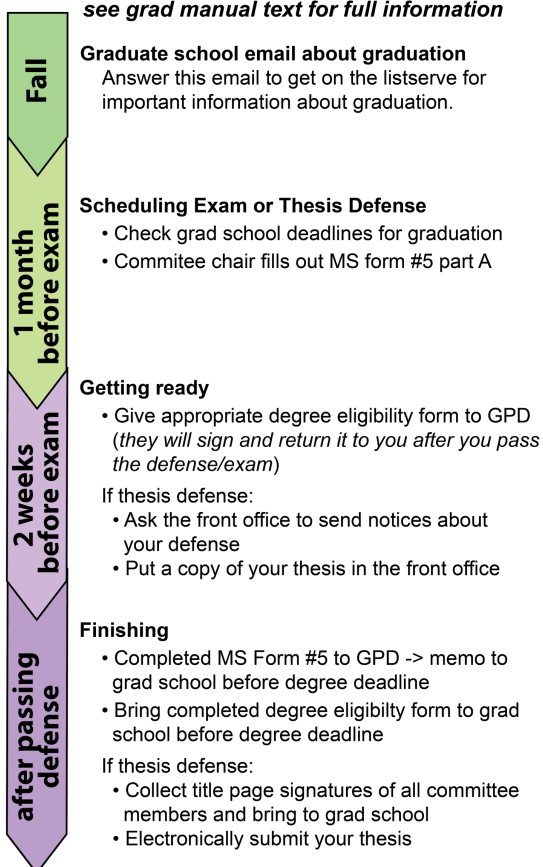 see grad manual text for full information
Fall
Graduate school email about graduation
Answer this email to get on the listserve for
important information about graduation.
1 month
before exam
Scheduling Exam or Thesis Defense
• Check grad school deadlines for graduation
• Commitee chair fills out MS form #5 part A
2 weeks
before exam
Getting ready
• Give appropriate degree eligibility form to GPD
(they will sign and return it to you after you pass
the defense/exam)
If thesis defense:
• Ask the front office to send notices about
your defense
• Put a copy of your thesis in the front office
after passing
defense
Finishing
• Completed MS Form #5 to GPD -> memo to
grad school before degree deadline
• Bring completed degree eligibilty form to grad
school before degree deadline
If thesis defense:
• Collect title page signatures of all committee
members and bring to grad school
• Electronically submit your thesis